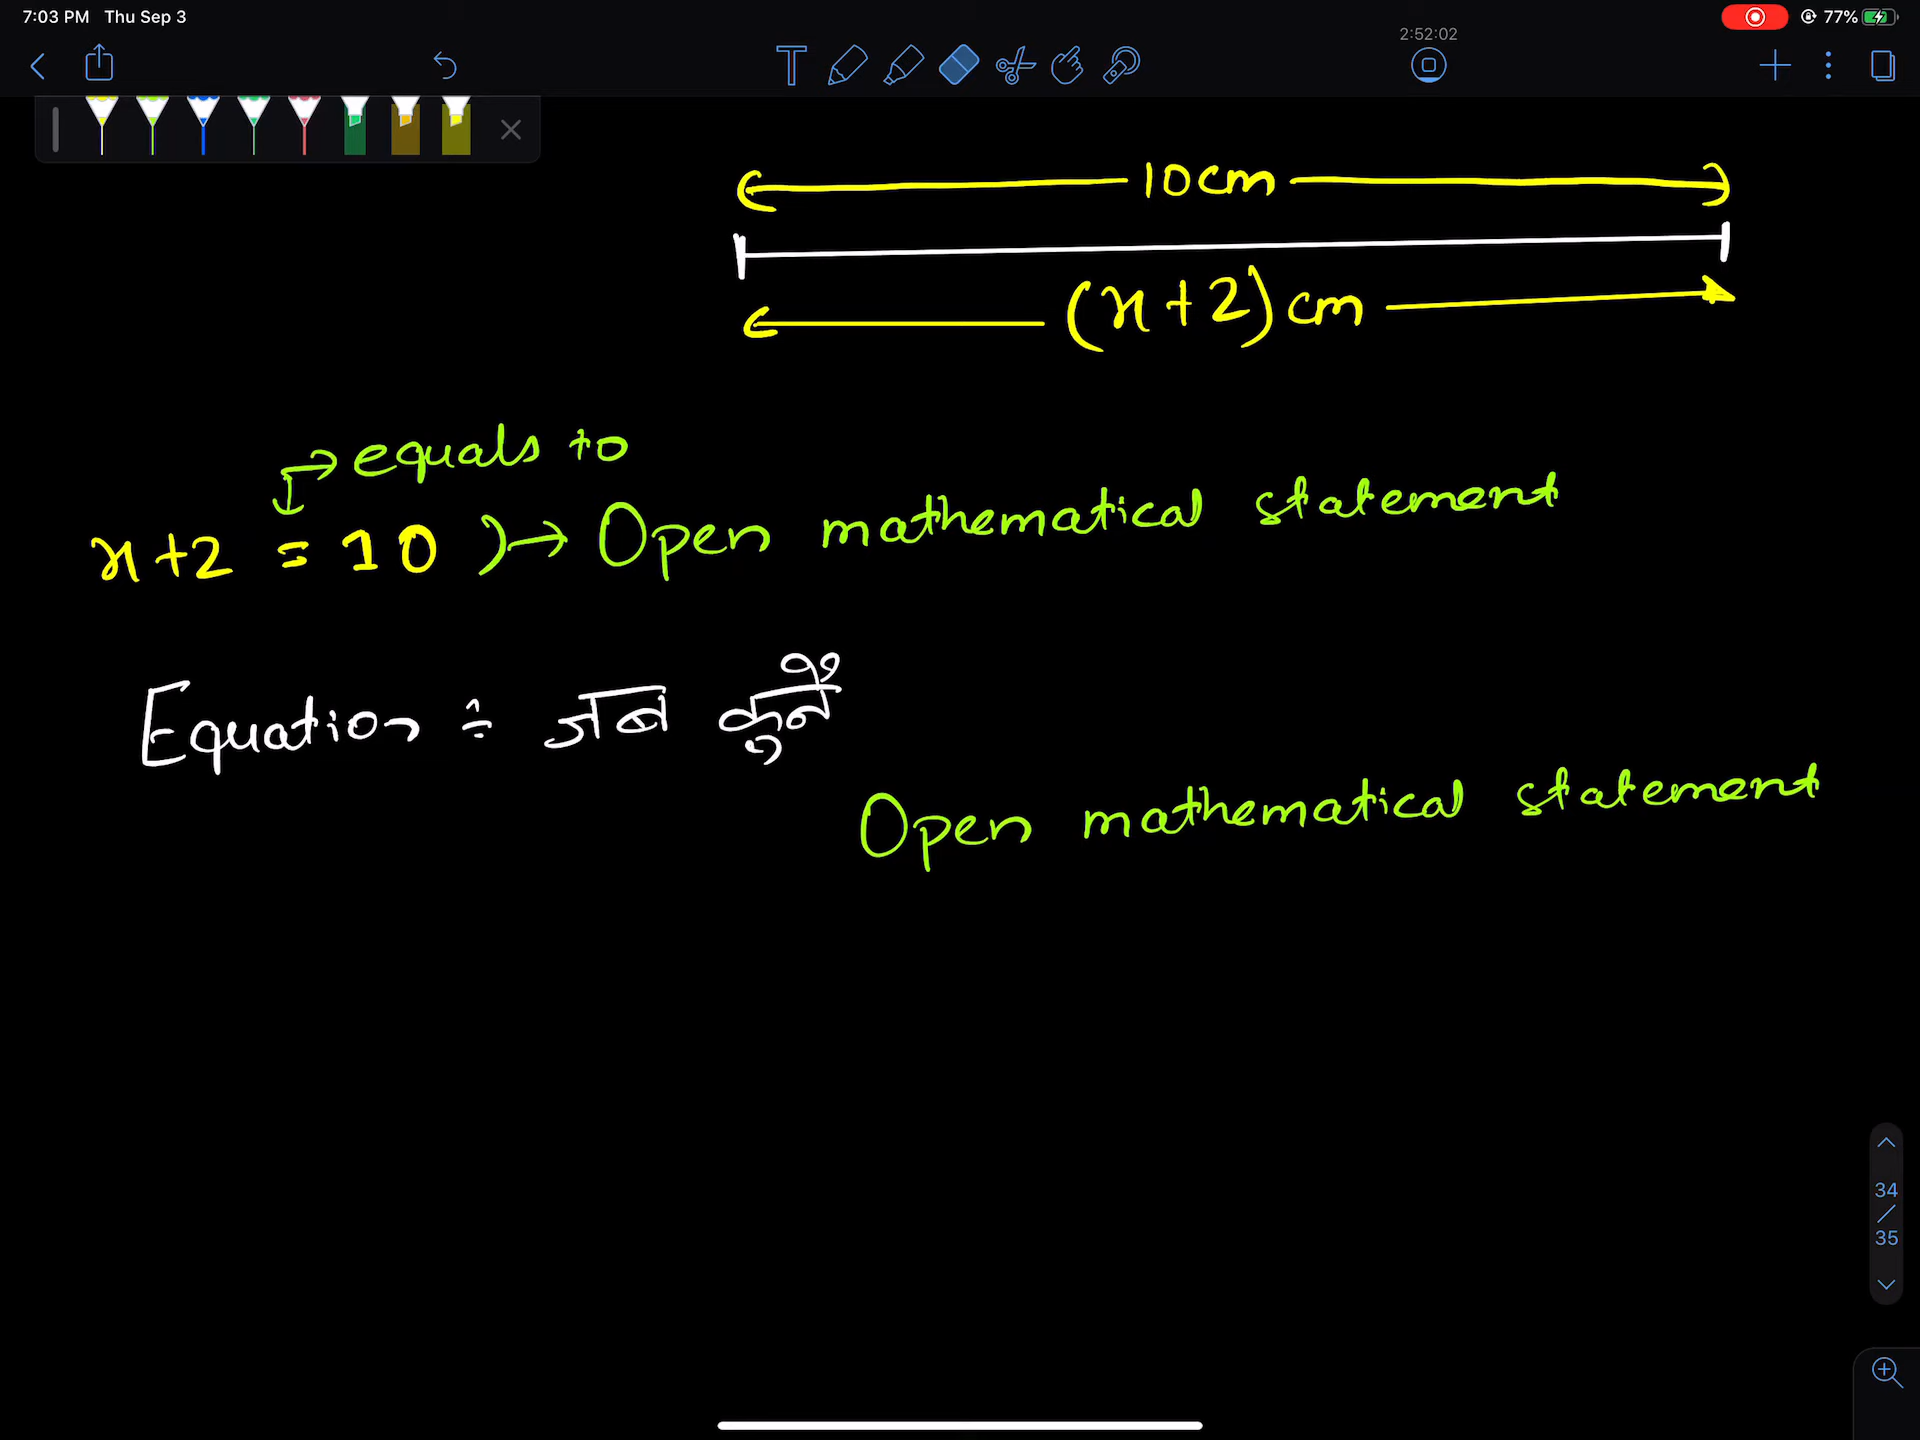 7:03 PM Thu Sep 3
77%
2:52:02
10cm
(x+2) cm
equals to
x+2 = 10 → Open mathematical statement
Equation ÷ जब कुनै
Open mathematical statement
34
/
35